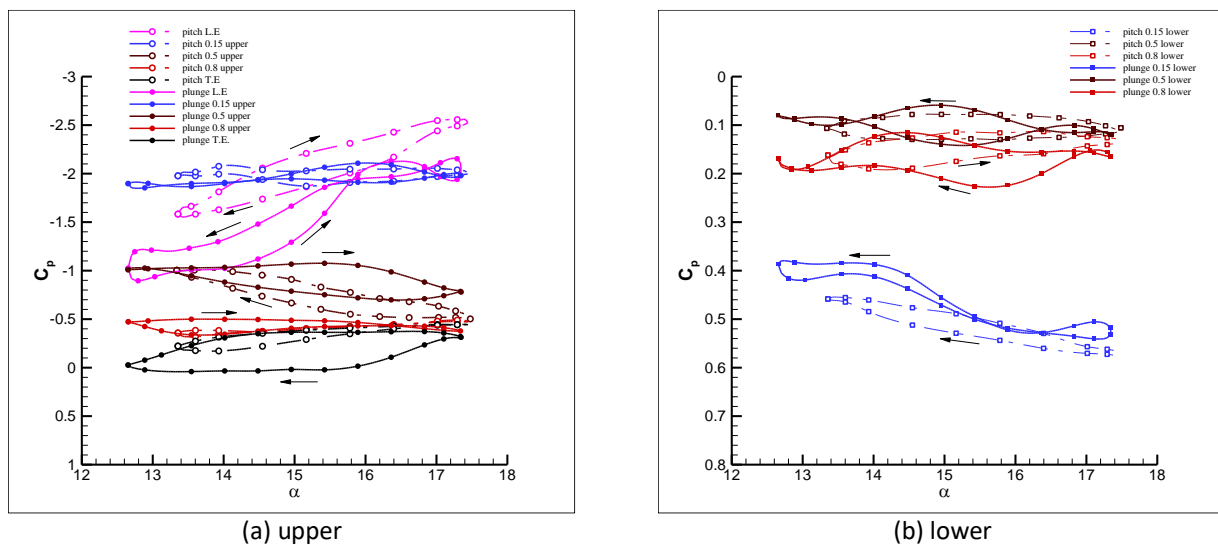 pitch L.E
pitch 0.15 upper
pitch 0.5 upper
pitch 0.8 upper
pitch T.E
plunge L.E
plunge 0.15 upper
plunge 0.5 upper
plunge 0.8 upper
plunge T.E.
-3
-2.5
-2
-1.5
-1
-0.5
0
0.5
1
Cp
12 13 14 15 16 17 18
α
(a) upper
pitch 0.15 lower
pitch 0.5 lower
pitch 0.8 lower
plunge 0.15 lower
plunge 0.5 lower
plunge 0.8 lower
0
0.1
0.2
0.3
0.4
0.5
0.6
0.7
0.8
Cp
12 13 14 15 16 17 18
α
(b) lower